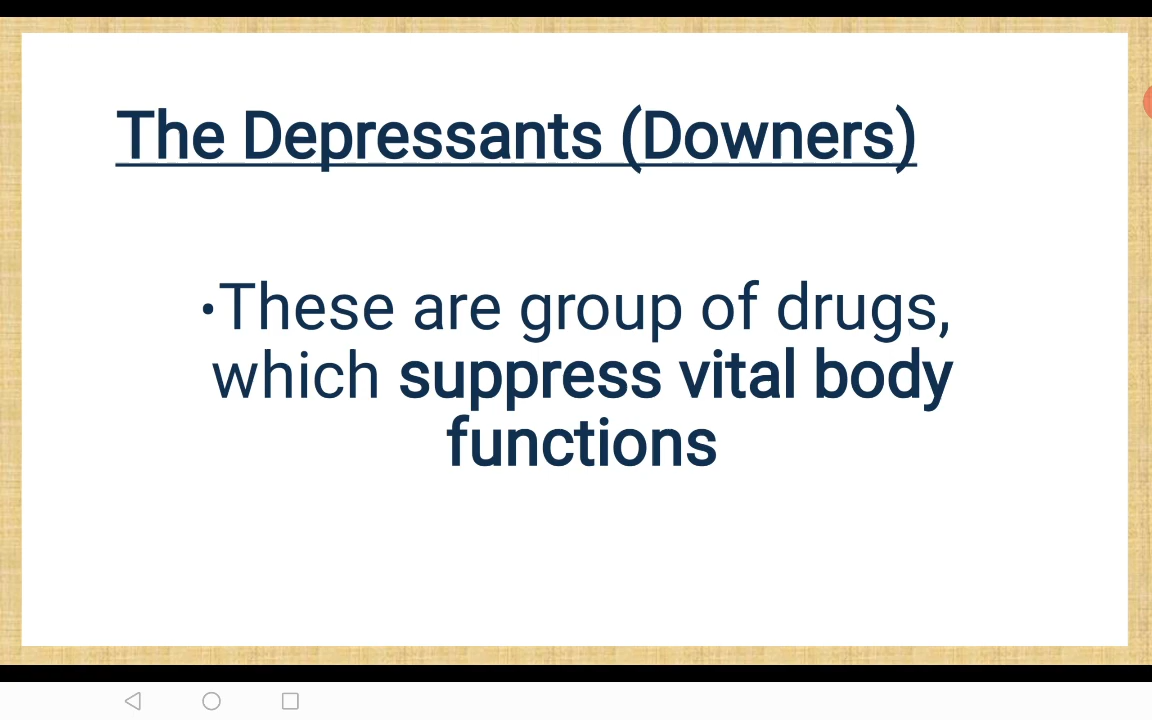 The Depressants (Downers)
•These are group of drugs,
which suppress vital body
functions